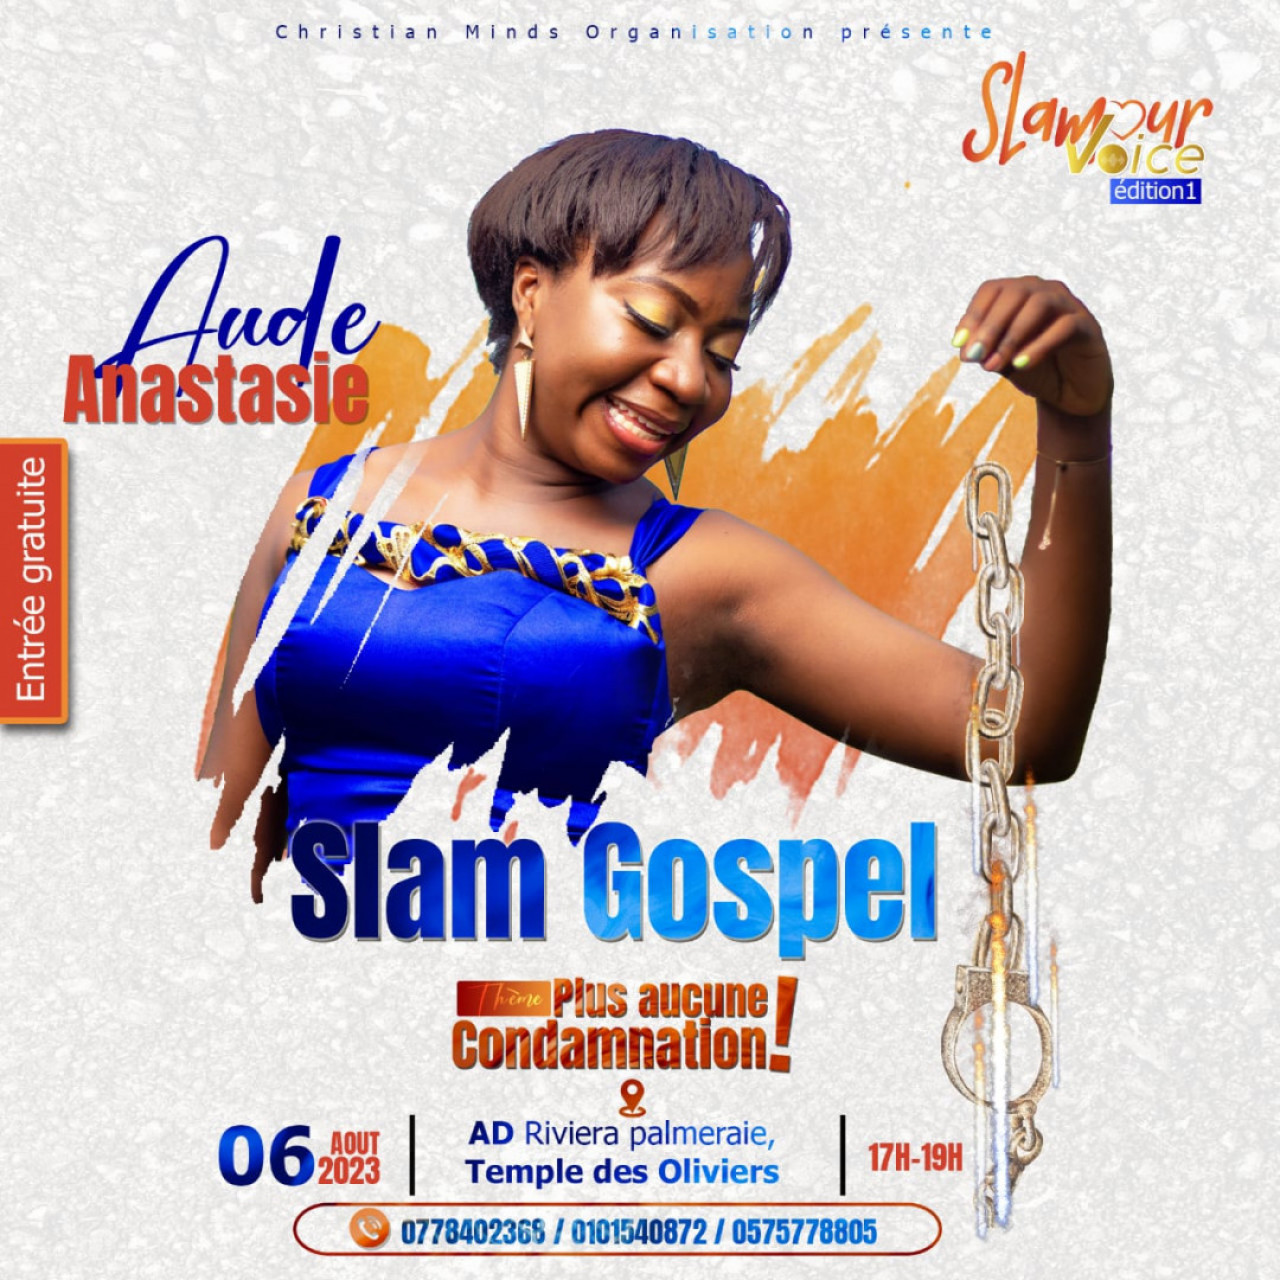 Christian Minds Organisation présente
Slamour
Voice
édition1
Aude
Anastasie
Entrée gratuite
Slam Gospel
Thème Plus aucune
Condamnation!
06 AOUT 2023
AD Riviera palmeraie,
Temple des Oliviers
17H-19H
0778402368 / 0101540872 / 0575778805